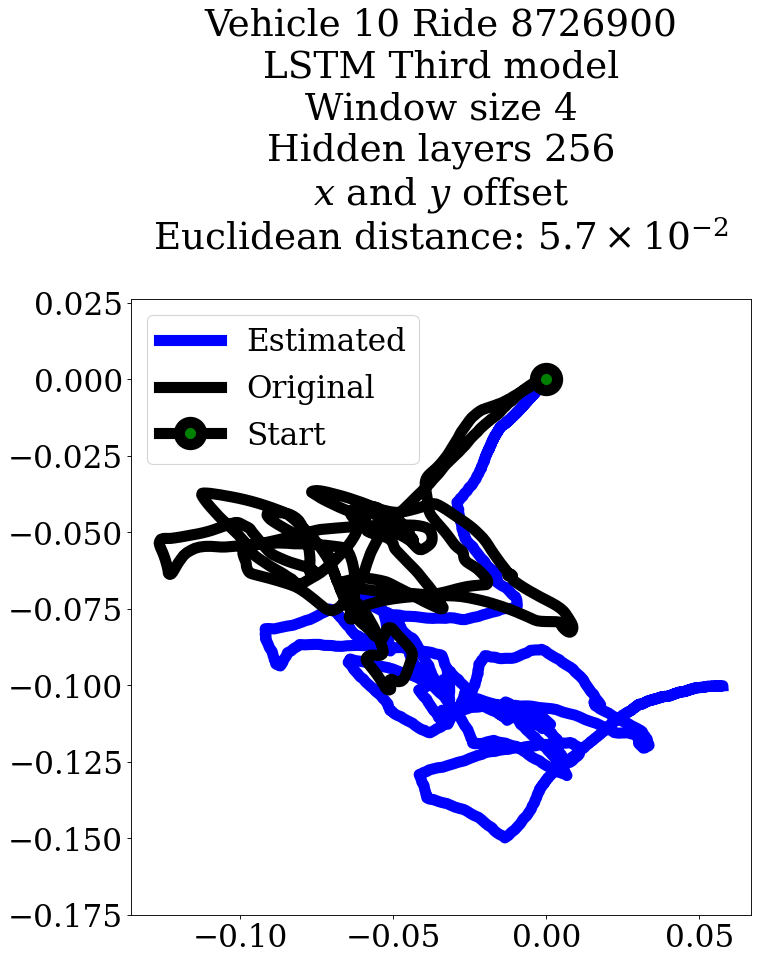 Vehicle 10 Ride 8726900
LSTM Third model
Window size 4
Hidden layers 256
x and y offset
Euclidean distance: 5.7 × 10⁻²
0.025
0.000
−0.025
−0.050
−0.075
−0.100
−0.125
−0.150
−0.175
Estimated
Original
Start
−0.10
−0.05
0.00
0.05